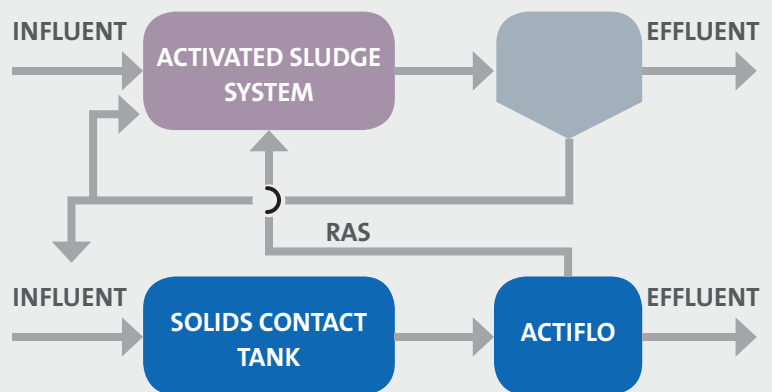 INFLUENT
ACTIVATED SLUDGE
SYSTEM
EFFLUENT
RAS
INFLUENT
SOLIDS CONTACT
TANK
ACTIFLO
EFFLUENT